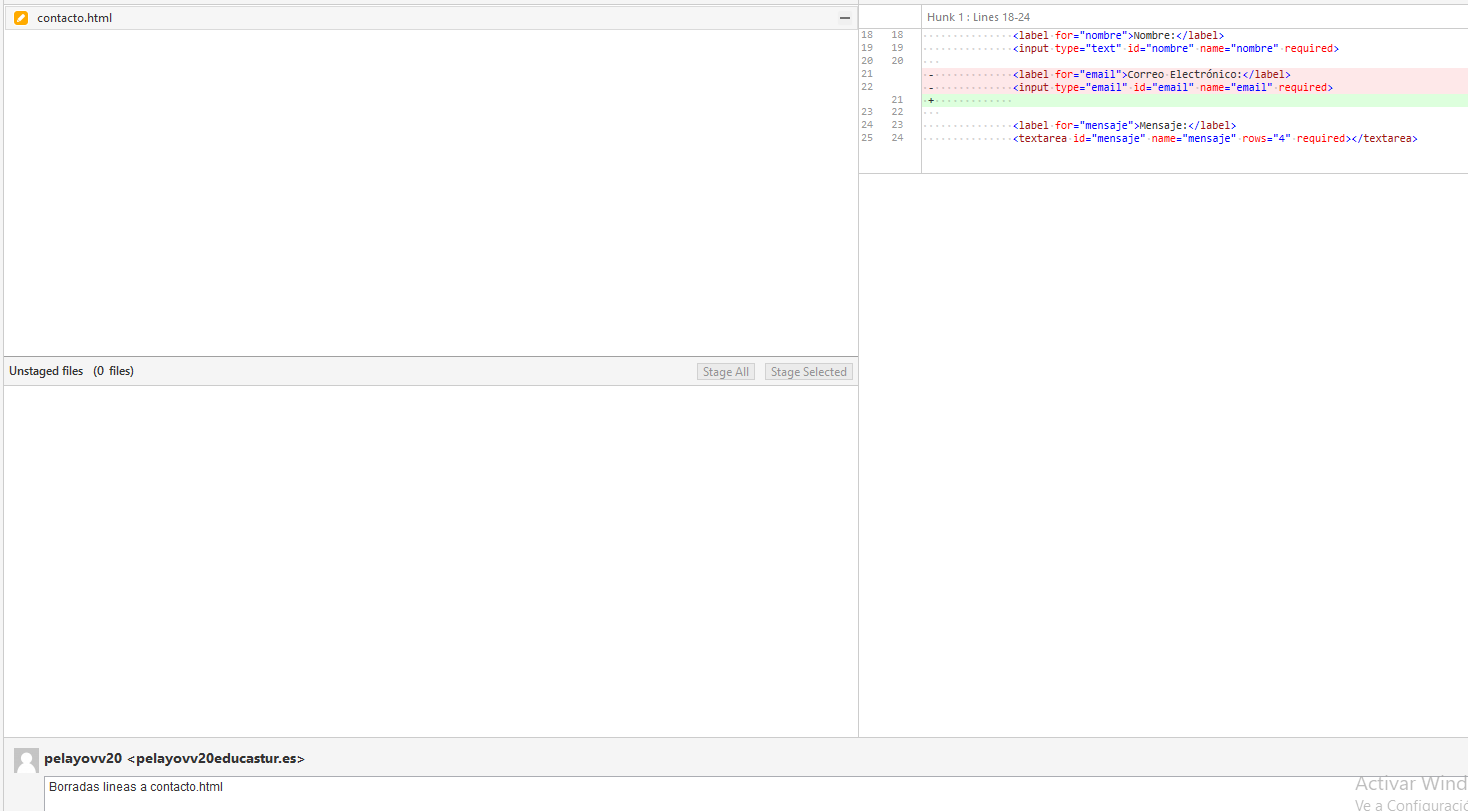 contacto.html
Hunk 1 : Lines 18-24
18 18 <label for="nombre">Nombre:</label>
19 19 <input type="text" id="nombre" name="nombre" required>
20 20
21 - <label for="email">Correo Electrónico:</label>
22 - <input type="email" id="email" name="email" required>
21 +
23 22
24 23 <label for="mensaje">Mensaje:</label>
25 24 <textarea id="mensaje" name="mensaje" rows="4" required></textarea>
Unstaged files (0 files)
Stage All
Stage Selected
pelayovv20 <pelayovv20educastur.es>
Borradas lineas a contacto.html
Activar Wind
Ve a Configuració